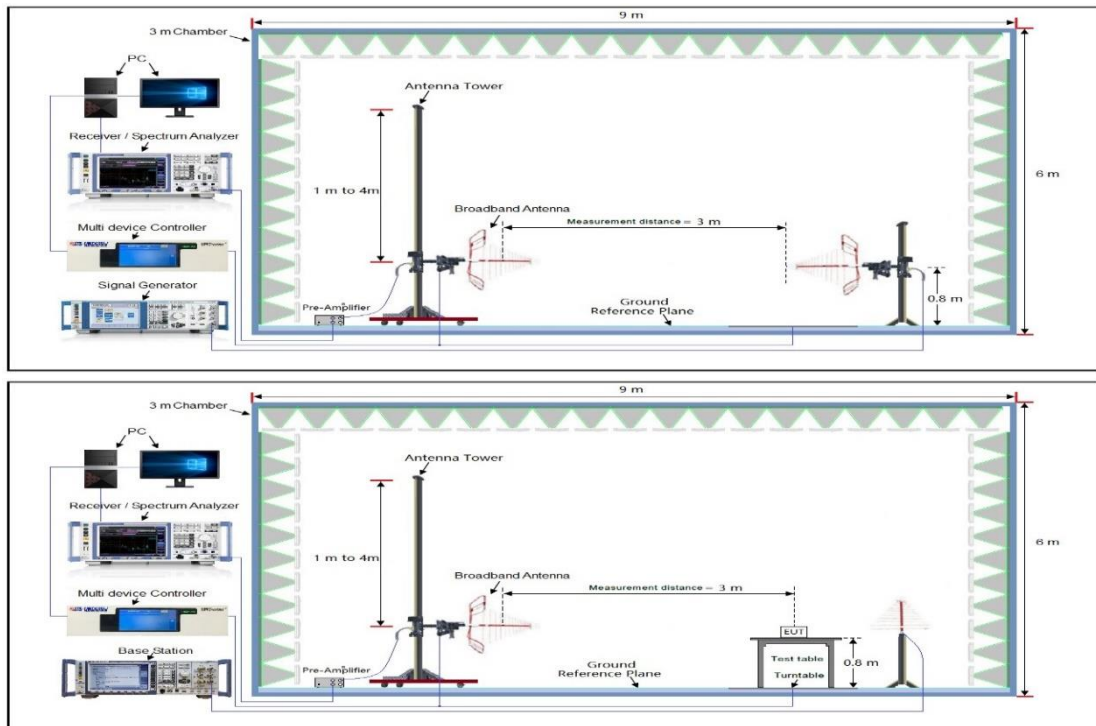 9 m
3 m Chamber
PC
Antenna Tower
Receiver / Spectrum Analyzer
1 m to 4m
6 m
Broadband Antenna
Measurement distance = 3 m
Multi device Controller
Signal Generator
Pre-Amplifier
Ground
Reference Plane
0.8 m
9 m
3 m Chamber
PC
Antenna Tower
Receiver / Spectrum Analyzer
1 m to 4m
6 m
Broadband Antenna
Measurement distance – 3 m
Multi device Controller
EUT
Base Station
Pre-Amplifier
Ground
Reference Plane
Test table
0.8 m
Turntable